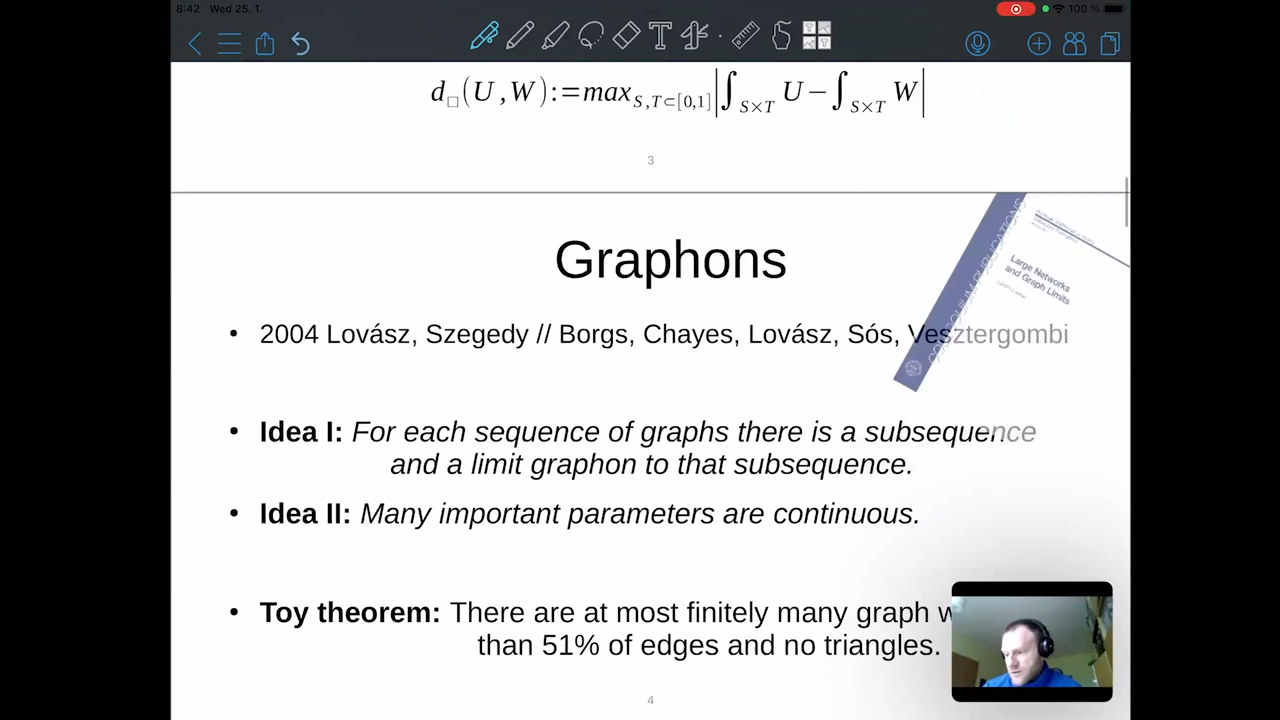 8:42 Wed 25. 1.
100 %
d□(U,W):=max_{S,T⊂[0,1]}|∫_{S×T} U−∫_{S×T} W|
3
Graphons
COLLOQUIUM PUBLICATIONS
Large Networks
and Graph Limits
• 2004 Lovász, Szegedy // Borgs, Chayes, Lovász, Sós, Vesztergombi
• Idea I: For each sequence of graphs there is a subsequence
and a limit graphon to that subsequence.
• Idea II: Many important parameters are continuous.
• Toy theorem: There are at most finitely many graph
than 51% of edges and no triangles.
4